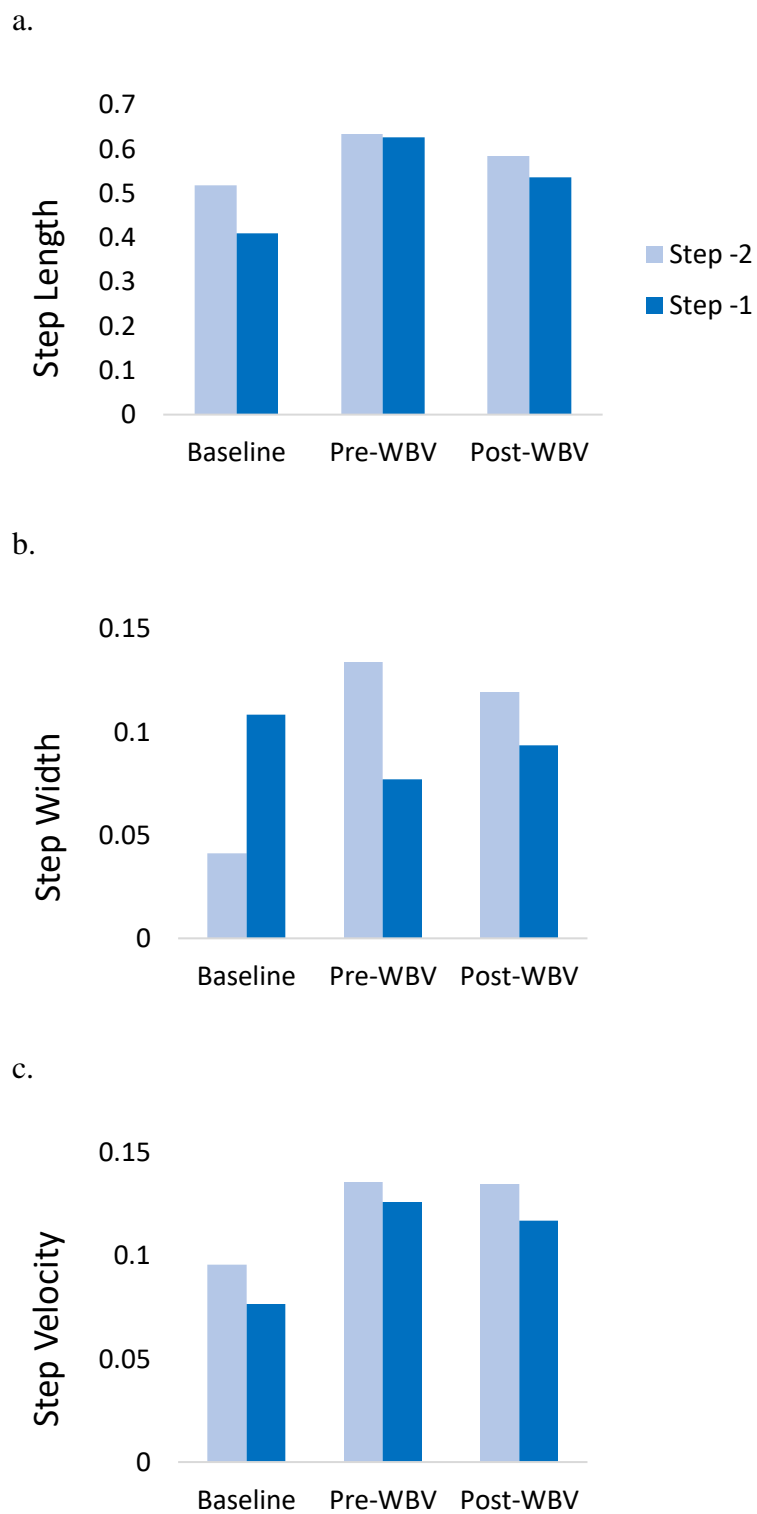 a.
0.7
0.6
0.5
0.4
0.3
0.2
0.1
0
Step Length
Baseline Pre-WBV Post-WBV
Step -2
Step -1
b.
0.15
0.1
0.05
0
Step Width
Baseline Pre-WBV Post-WBV
c.
0.15
0.1
0.05
0
Step Velocity
Baseline Pre-WBV Post-WBV